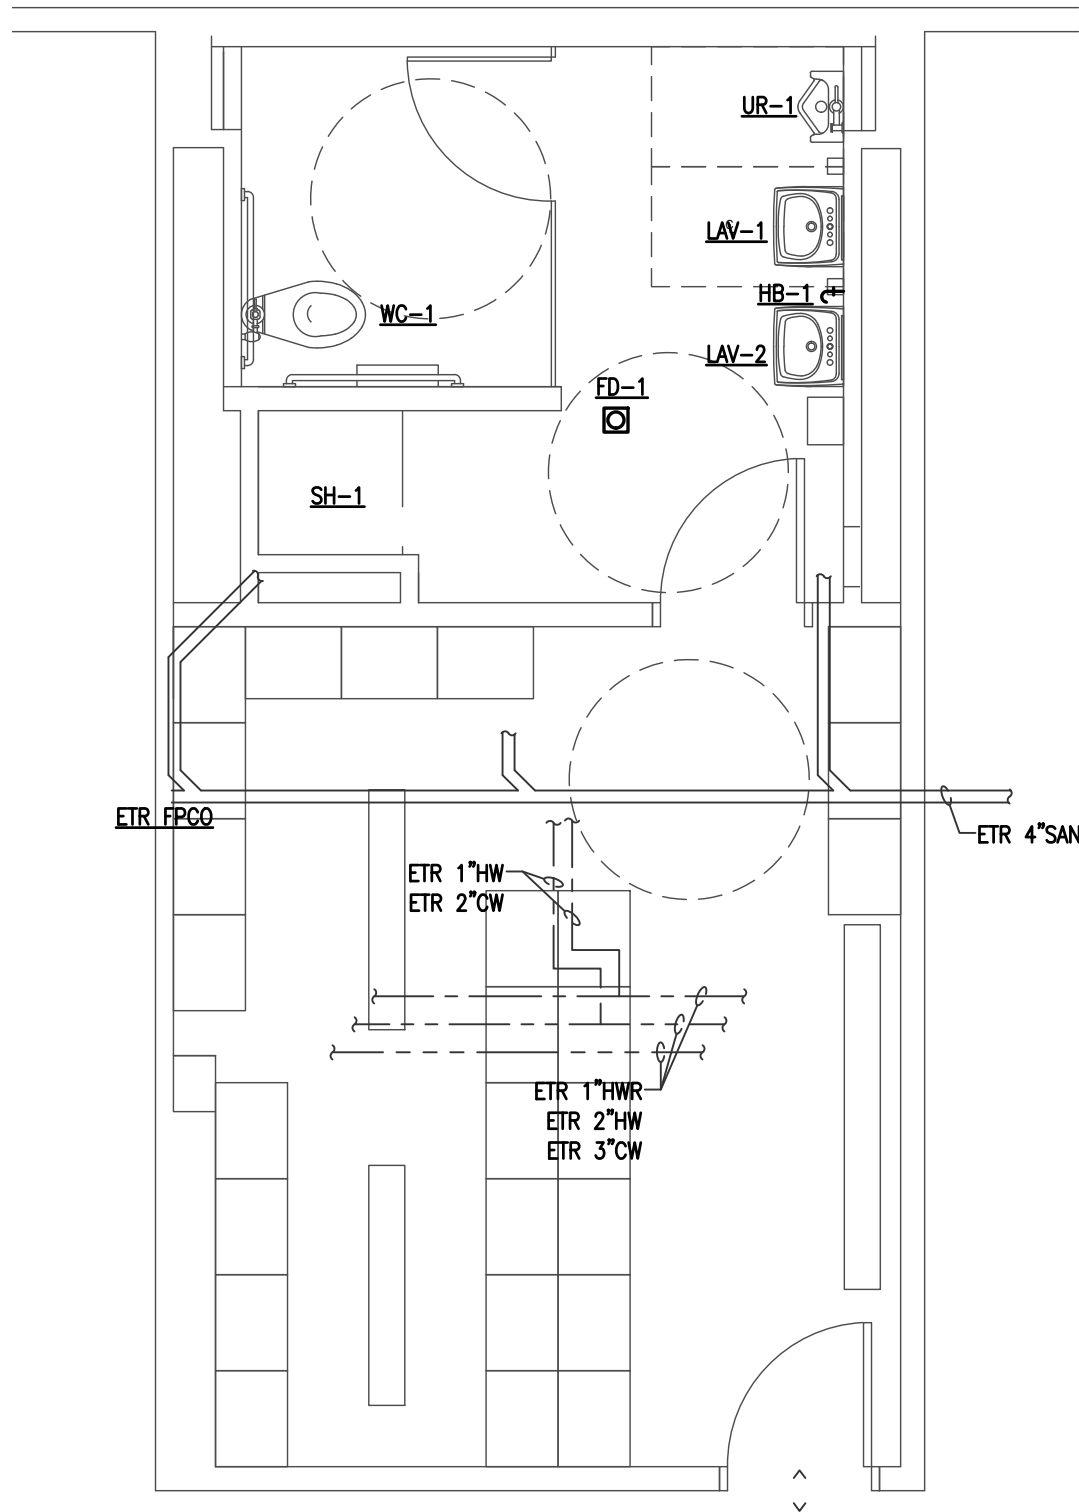 UR-1
LAV-1
HB-1
WC-1
LAV-2
FD-1
SH-1
ETR FPCO
ETR 4"SAN
ETR 1"HW
ETR 2"CW
ETR 1"HWR
ETR 2"HW
ETR 3"CW